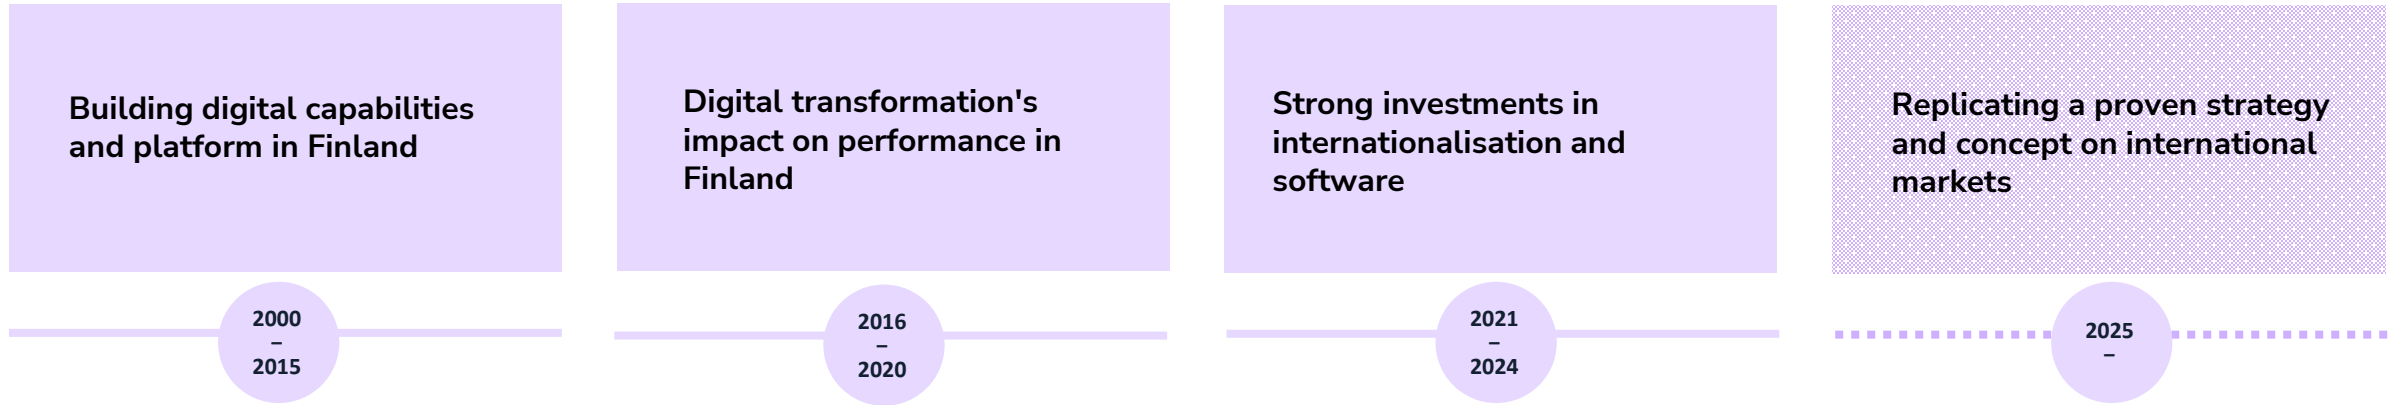 Building digital capabilities
and platform in Finland
Digital transformation's
impact on performance in
Finland
Strong investments in
internationalisation and
software
Replicating a proven strategy
and concept on international
markets
2000
–
2015
2016
–
2020
2021
–
2024
2025
–